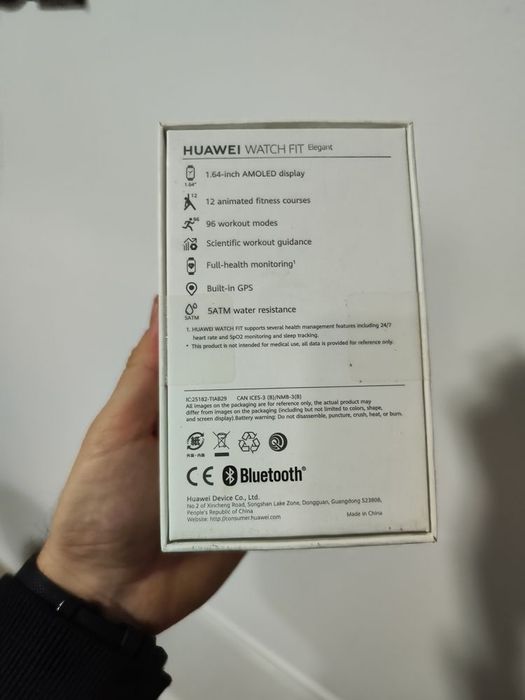 HUAWEI WATCH FIT Elegant
1.64"
1.64-inch AMOLED display
12
12 animated fitness courses
96
96 workout modes
Scientific workout guidance
Full-health monitoring¹
Built-in GPS
5ATM
5ATM water resistance
1. HUAWEI WATCH FIT supports several health management features including 24/7
heart rate and SpO2 monitoring and sleep tracking.
• This product is not intended for medical use, all data is provided for reference only.
IC:25182-TIAB29 CAN ICES-3 (B)/NMB-3(B)
All images on the packaging are for reference only, the actual product may
differ from images on the packaging (including but not limited to colors, shape,
and screen display).Battery warning: Do not disassemble, puncture, crush, heat, or burn.
紙
CE Bluetooth®
Huawei Device Co., Ltd.
No.2 of Xincheng Road, Songshan Lake Zone, Dongguan, Guangdong 523808,
People's Republic of China
Website: http://consumer.huawei.com
Made in China